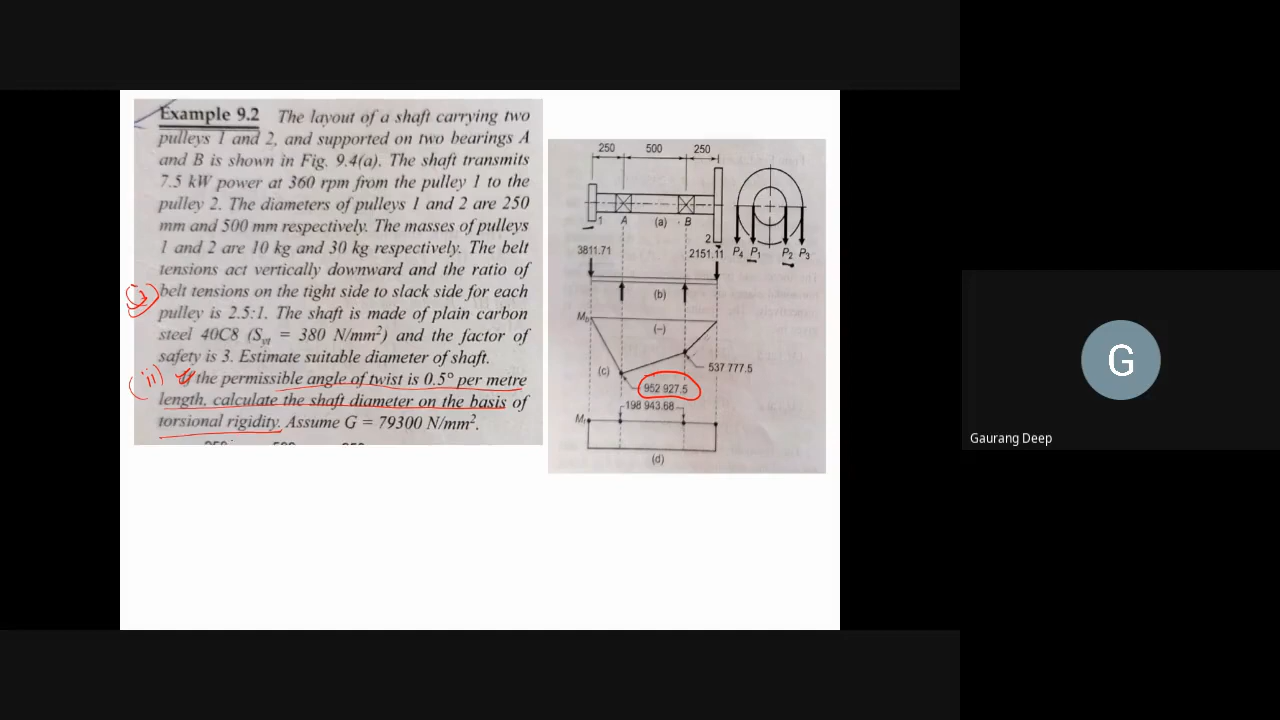 Example 9.2 The layout of a shaft carrying two
pulleys 1 and 2, and supported on two bearings A
and B is shown in Fig. 9.4(a). The shaft transmits
7.5 kW power at 360 rpm from the pulley 1 to the
pulley 2. The diameters of pulleys 1 and 2 are 250
mm and 500 mm respectively. The masses of pulleys
1 and 2 are 10 kg and 30 kg respectively. The belt
tensions act vertically downward and the ratio of
(i) belt tensions on the tight side to slack side for each
pulley is 2.5:1. The shaft is made of plain carbon
steel 40C8 (Syt = 380 N/mm²) and the factor of
safety is 3. Estimate suitable diameter of shaft.
(ii) If the permissible angle of twist is 0.5° per metre
length, calculate the shaft diameter on the basis of
torsional rigidity. Assume G = 79300 N/mm².
250 500 250
1 A (a) B
2
P4 P1 P2 P3
3811.71 2151.11
(b)
Mb (–)
(c) 537 777.5
952 927.5
198 943.68
Mt
(d)
G
Gaurang Deep